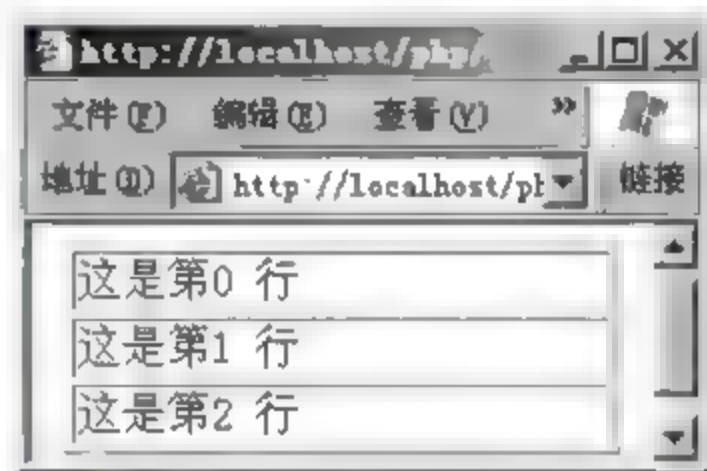 http://localhost/php/
文件(F) 编辑(E) 查看(V) »
地址(D) http://localhost/ph 链接
这是第0 行
这是第1 行
这是第2 行